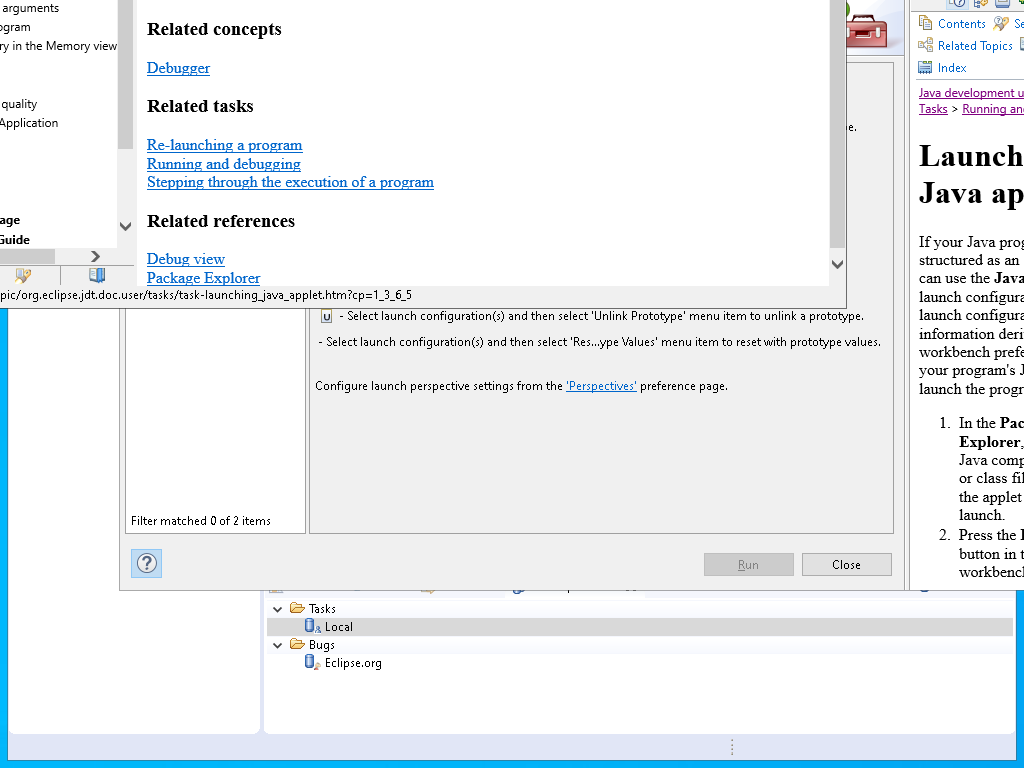 arguments
ogram
ry in the Memory view
quality
Application
age
Guide
Related concepts
Debugger
Related tasks
Re-launching a program
Running and debugging
Stepping through the execution of a program
Related references
Debug view
Package Explorer
pic/org.eclipse.jdt.doc.user/tasks/task-launching_java_applet.htm?cp=1_3_6_5
e.
U - Select launch configuration(s) and then select 'Unlink Prototype' menu item to unlink a prototype.
- Select launch configuration(s) and then select 'Res...ype Values' menu item to reset with prototype values.
Configure launch perspective settings from the 'Perspectives' preference page.
Filter matched 0 of 2 items
Run
Close
Contents
Se
Related Topics
Index
Java development u
Tasks > Running an
Launch
Java ap
If your Java prog
structured as an
can use the Java
launch configura
launch configura
information deri
workbench prefe
your program's J
launch the progr
1. In the Pac
Explorer,
Java comp
or class fil
the applet
launch.
2. Press the
button in t
workbench
Tasks
Local
Bugs
Eclipse.org